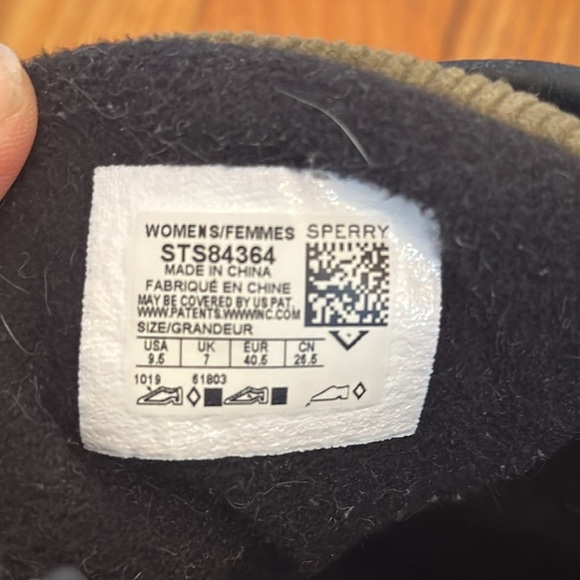 WOMENS/FEMMES SPERRY
STS84364
MADE IN CHINA
FABRIQUÉ EN CHINE
MAY BE COVERED BY US PAT.
WWW.PATENTS.WWWINC.COM
SIZE/GRANDEUR
USA UK EUR CN
9.5 7 40.5 26.5
1019 61803